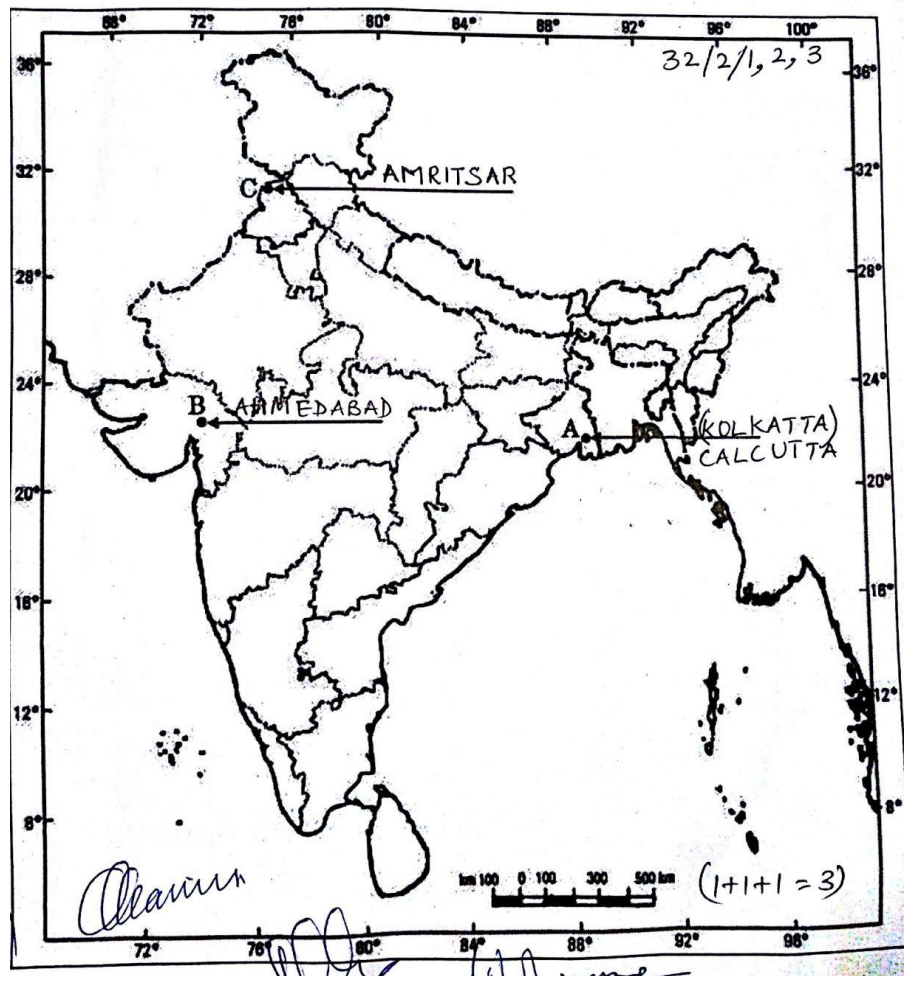 68° 72° 76° 80° 84° 88° 92° 96° 100°
32/2/1, 2, 3
36° 36°
32° 32°
C AMRITSAR
28° 28°
24° 24°
B AHMEDABAD
A (KOLKATTA)
CALCUTTA
20° 20°
16° 16°
12° 12°
8° 8°
km 100 0 100 300 500 km
(1+1+1 = 3)
72° 76° 80° 84° 88° 92° 96°